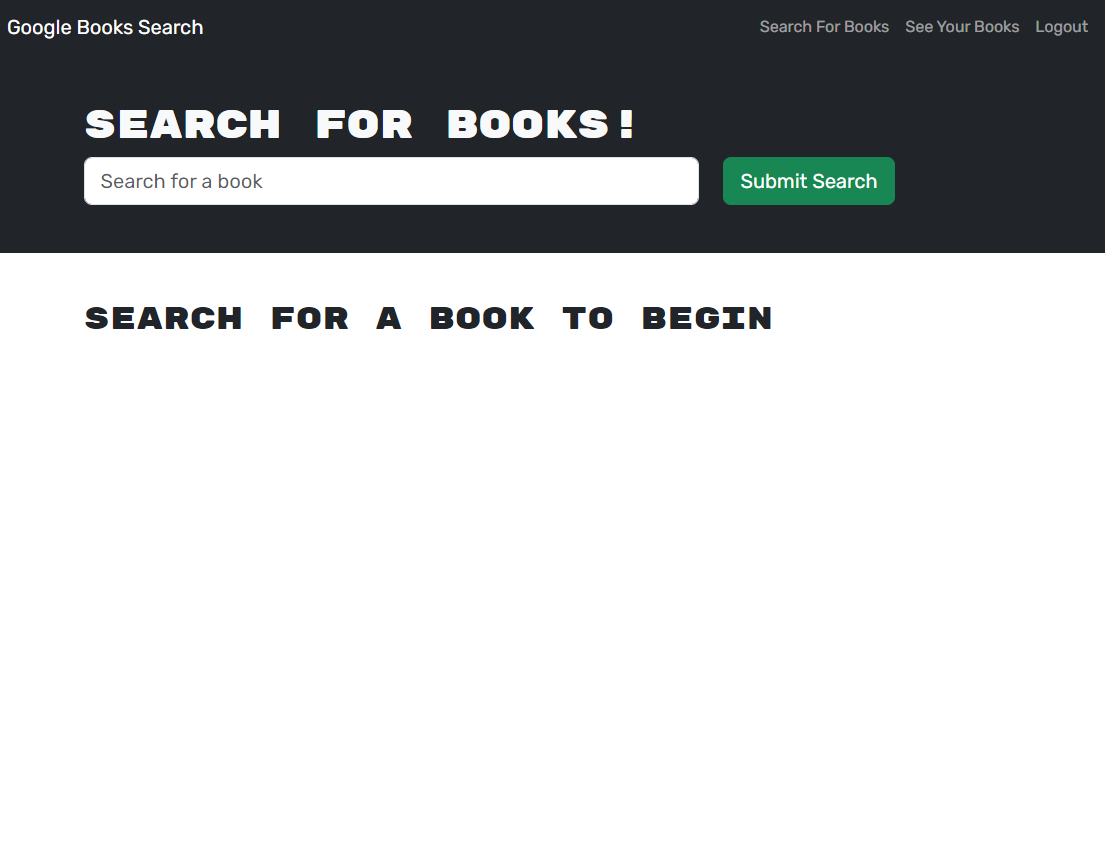 Google Books Search
Search For Books
See Your Books
Logout
SEARCH FOR BOOKS!
Search for a book
Submit Search
SEARCH FOR A BOOK TO BEGIN